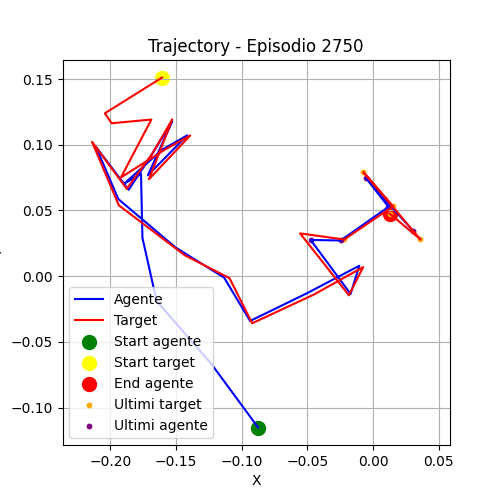 Trajectory - Episodio 2750
0.15
0.10
0.05
0.00
−0.05
−0.10
Agente
Target
Start agente
Start target
End agente
Ultimi target
Ultimi agente
−0.20
−0.15
−0.10
−0.05
0.00
0.05
X